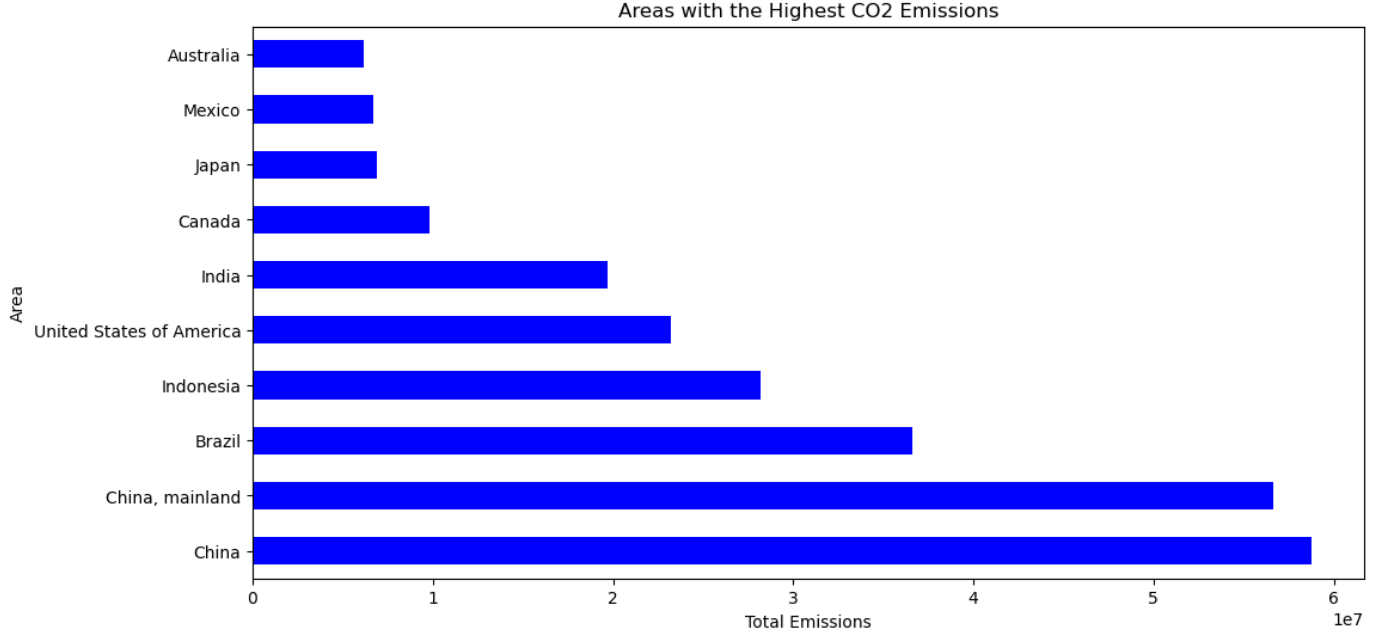 Areas with the Highest CO2 Emissions
Australia
Mexico
Japan
Canada
India
Area
United States of America
Indonesia
Brazil
China, mainland
China
0 1 2 3 4 5 6
Total Emissions
1e7